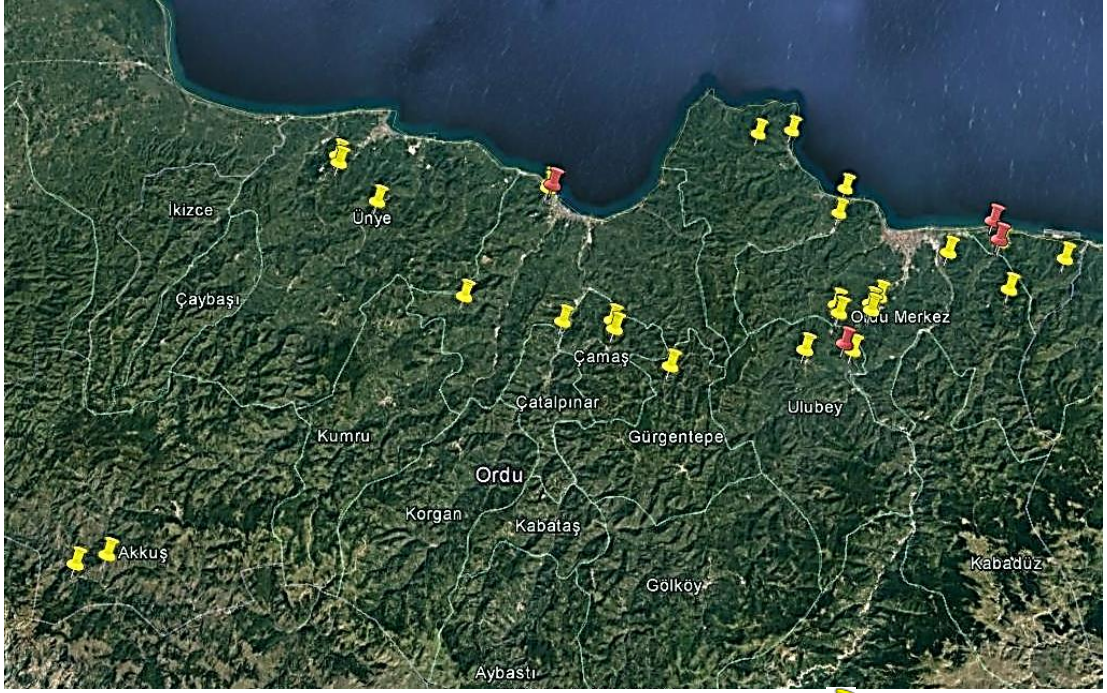 İkizce
Ünye
Çaybaşı
Ordu Merkez
Çamaş
Çatalpınar
Ulubey
Kumru
Gürgentepe
Ordu
Korgan
Kabataş
Akkuş
Kabadüz
Gölköy
Aybastı